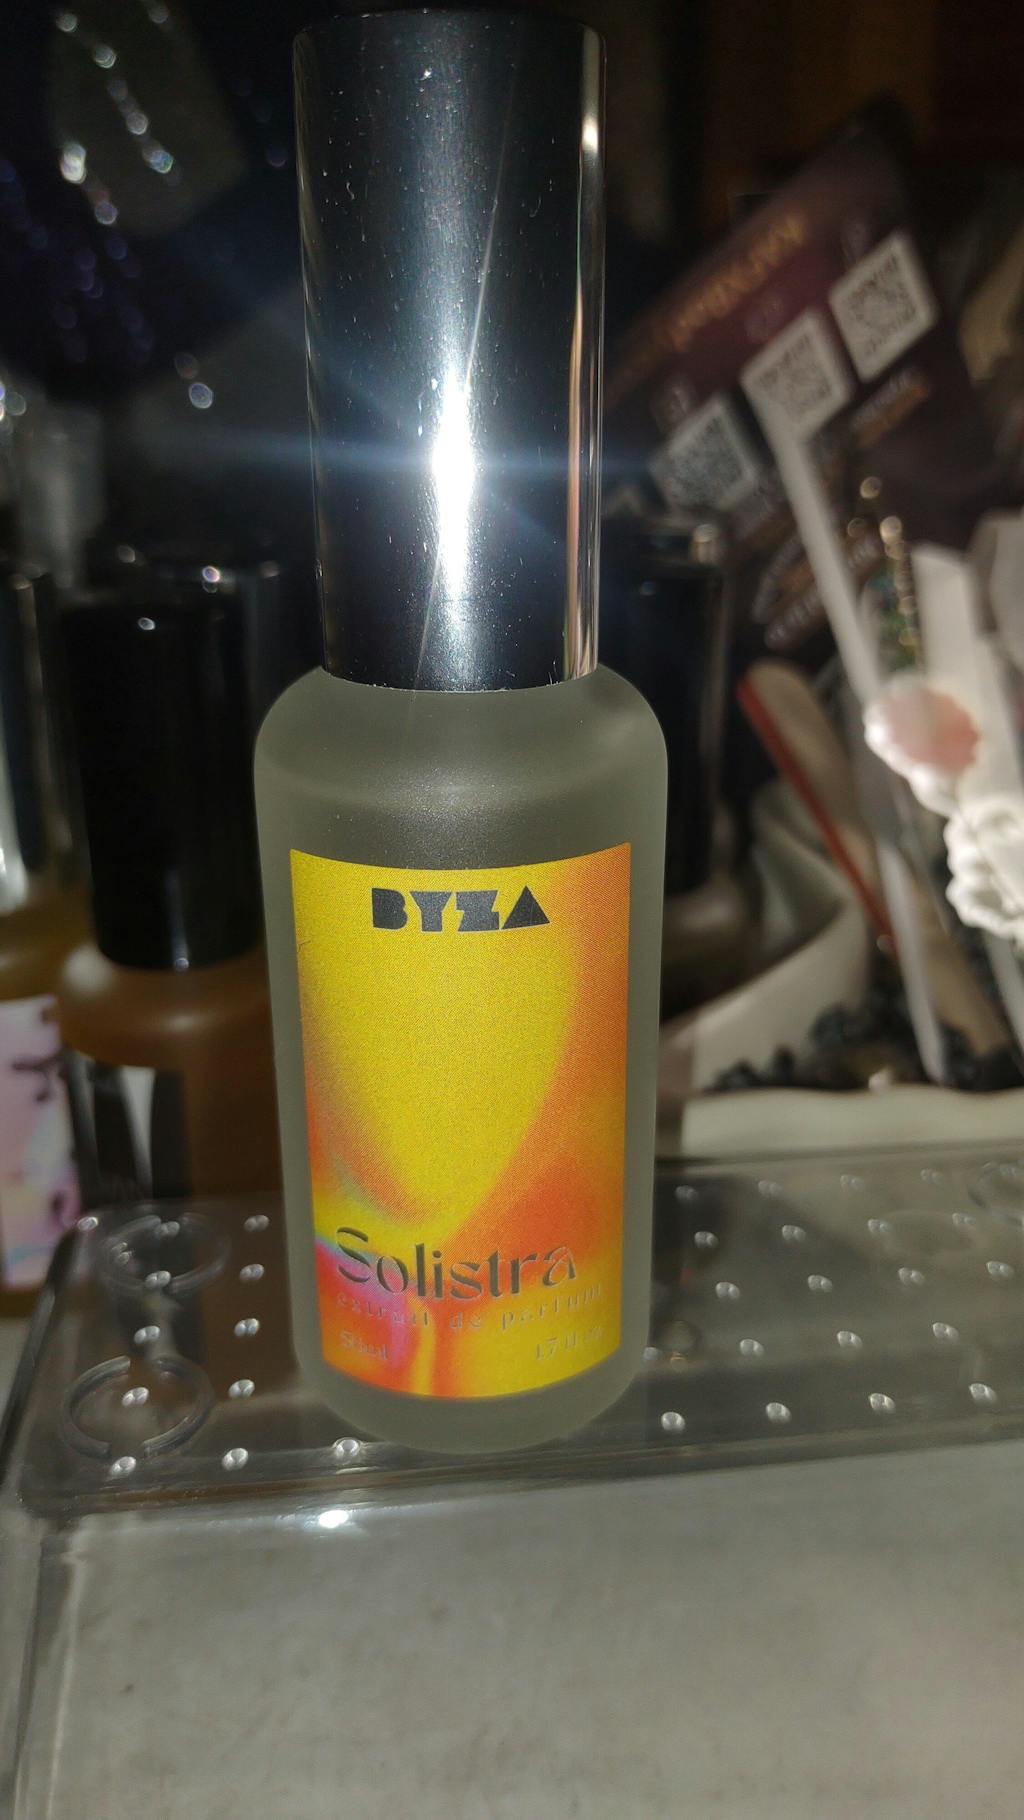 BYZA
Solistra
extrait de parfum
50ml 1.7 fl oz